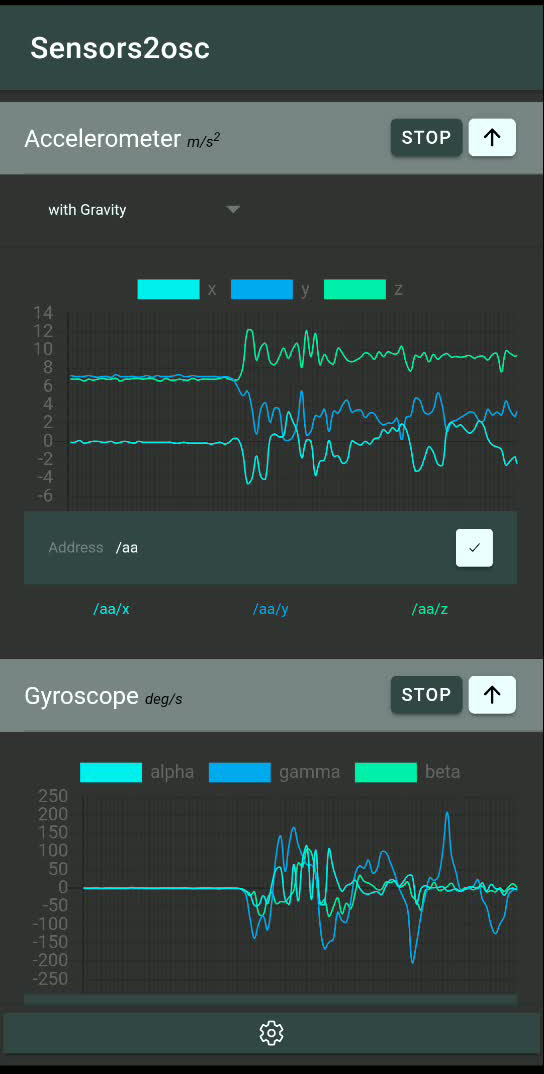 Sensors2osc
Accelerometer m/s²
STOP
with Gravity
x y z
14
12
10
8
6
4
2
0
-2
-4
-6
Address /aa
/aa/x /aa/y /aa/z
Gyroscope deg/s
STOP
alpha gamma beta
250
200
150
100
50
0
-50
-100
-150
-200
-250